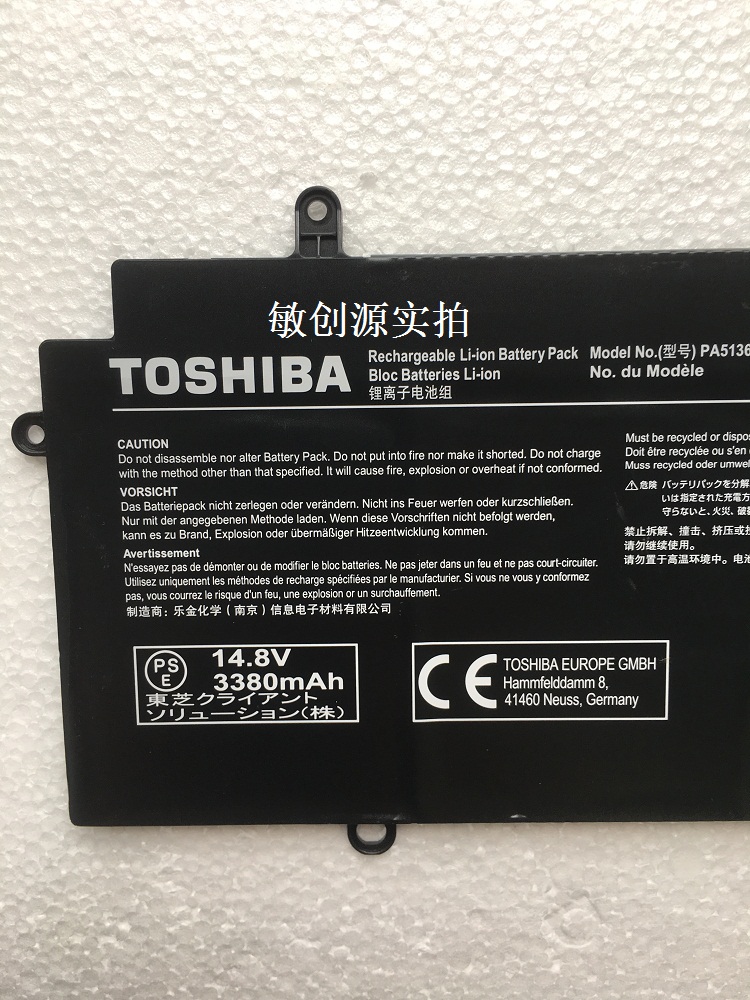 敏创源实拍
TOSHIBA
Rechargeable Li-ion Battery Pack
Bloc Batteries Li-ion
锂离子电池组
Model No.(型号) PA5136
No. du Modèle
CAUTION
Do not disassemble nor alter Battery Pack. Do not put into fire nor make it shorted. Do not charge
with the method other than that specified. It will cause fire, explosion or overheat if not conformed.
VORSICHT
Das Batteriepack nicht zerlegen oder verändern. Nicht ins Feuer werfen oder kurzschließen.
Nur mit der angegebenen Methode laden. Wenn diese Vorschriften nicht befolgt werden,
kann es zu Brand, Explosion oder übermäßiger Hitzeentwicklung kommen.
Avertissement
N'essayez pas de démonter ou de modifier le bloc batteries. Ne pas jeter dans un feu et ne pas court-circuiter.
Utilisez uniquement les méthodes de recharge spécifiées par le manufacturier. Si vous ne vous y conformez
pas, vous courrez le risque d'un feu, une explosion or un surchauffement.
制造商: 乐金化学 (南京) 信息电子材料有限公司
Must be recycled or dispos
Doit être recyclée ou s'en
Muss recycled oder umwel
⚠危険 バッテリパックを分解
いは指定された充電方
守らないと、火災、破裂
禁止拆解、撞击、挤压或投
请勿继续使用。
请勿置于高温环境中。电池
PS
E
14.8V
3380mAh
東芝クライアント
ソリューション(株)
CE
TOSHIBA EUROPE GMBH
Hammfelddamm 8,
41460 Neuss, Germany